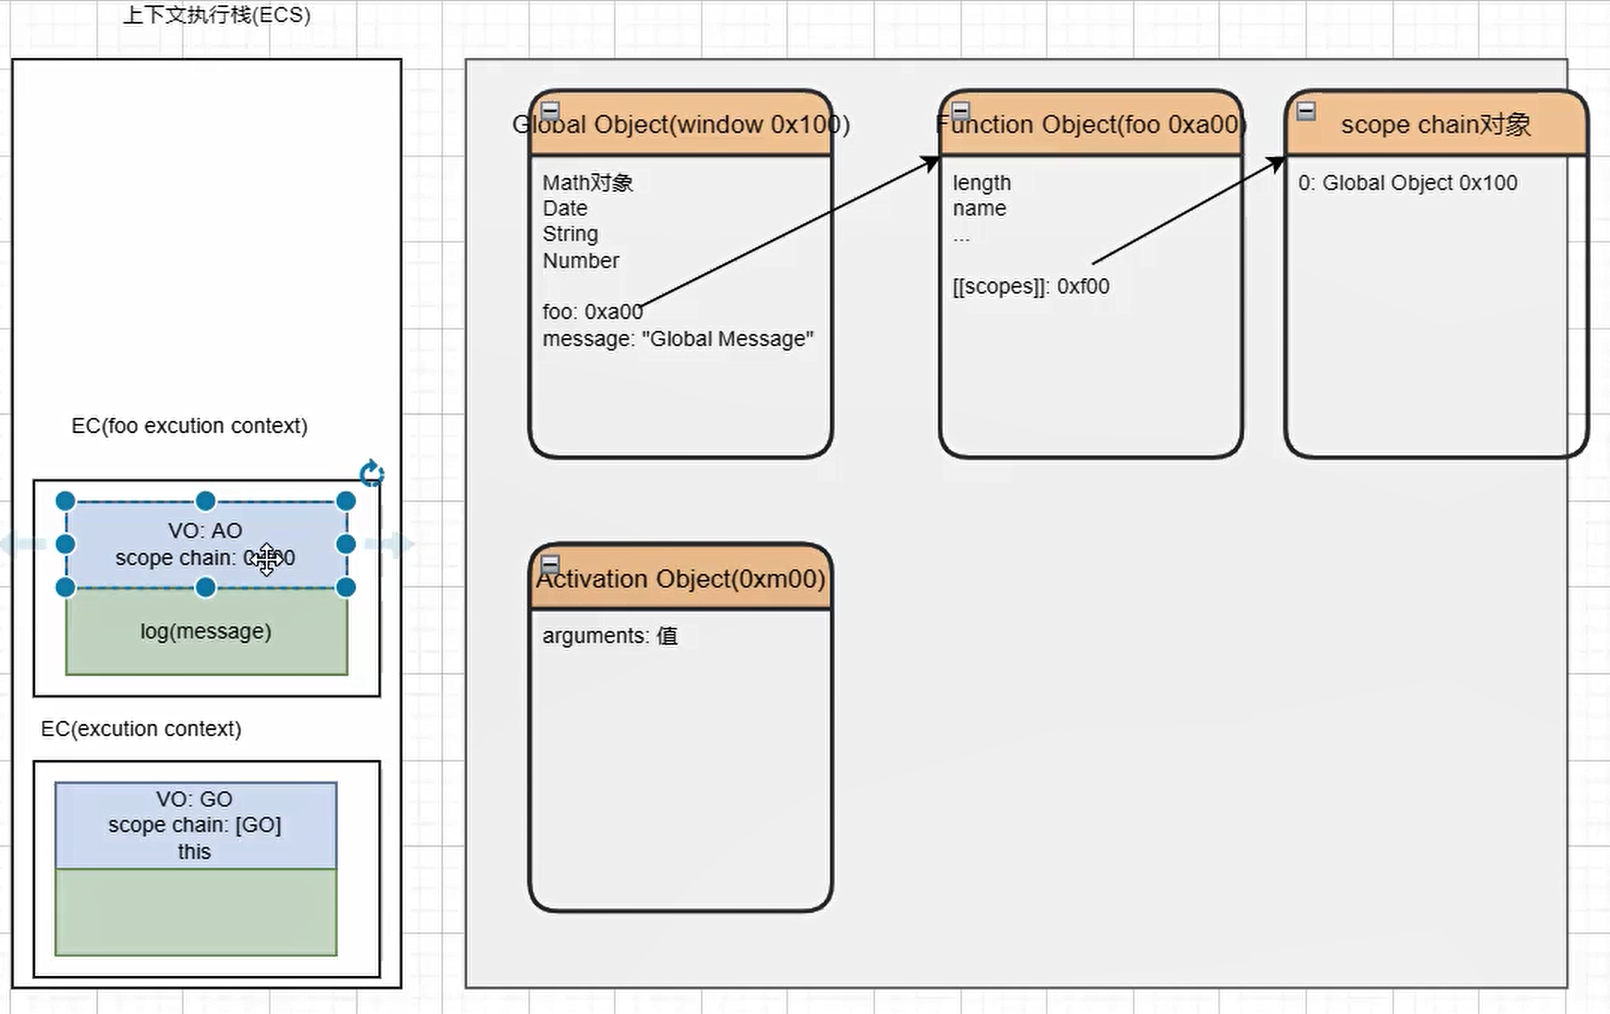 上下文执行栈(ECS)
EC(foo excution context)
VO: AO
scope chain:
log(message)
EC(excution context)
VO: GO
scope chain: [GO]
this
Global Object(window 0x100)
Math对象
Date
String
Number
foo: 0xa00
message: "Global Message"
Function Object(foo 0xa00)
length
name
...
[[scopes]]: 0xf00
scope chain对象
0: Global Object 0x100
Activation Object(0xm00)
arguments: 值